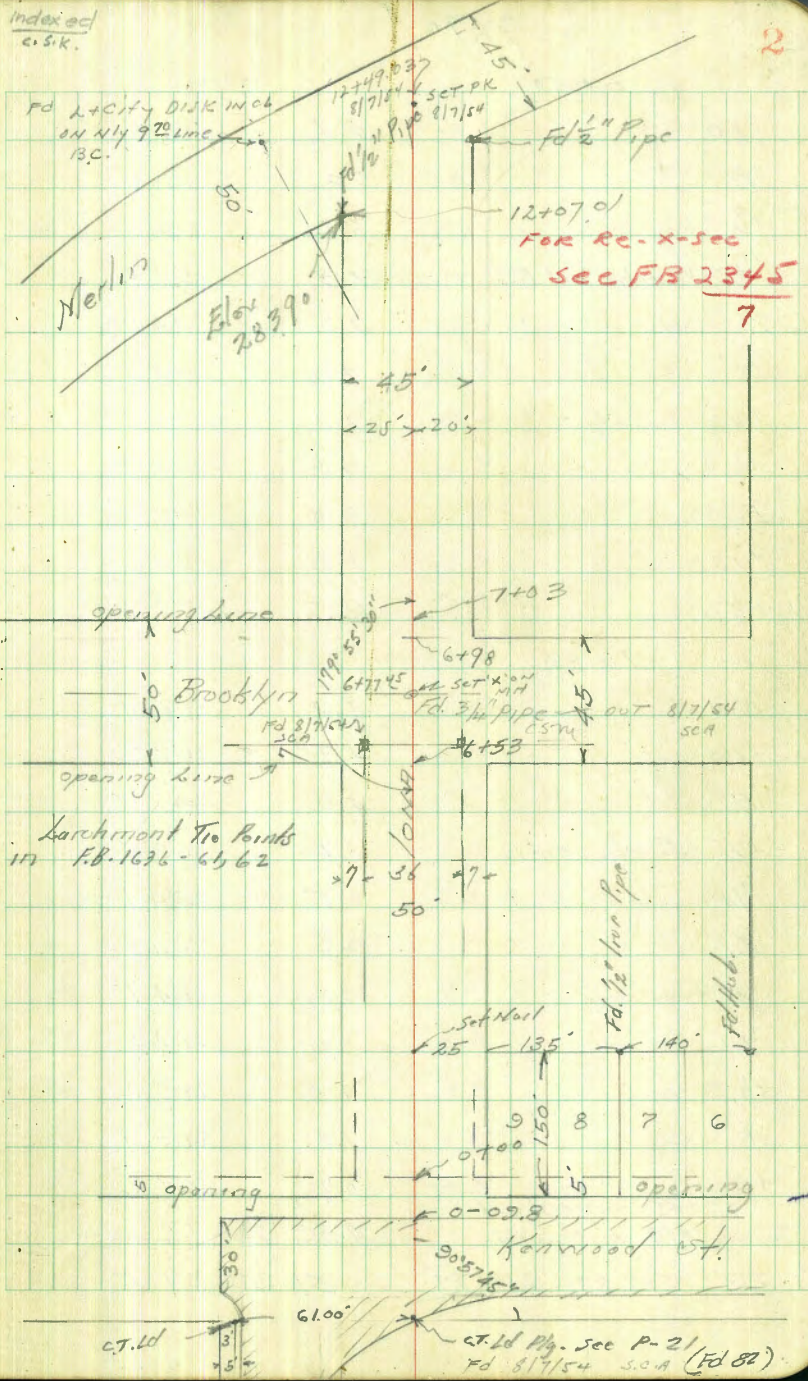 Indexed
C.S.K.
2
45'
12+49.037
8/7/54
SET PK
8/7/54
Fd L+City Disk in CL
ON N'ly 9.70 Line
B.C.
Fd 1/2" Pipe
Fd 1/2" Pipe
50'
12+07.01
For Re-X-Sec
see FB 2345
7
Merlin
Elev
283.90
45'
25' 20'
7+03
opening Line
179° 55' 30"
6+98
50'
Brooklyn
6+77.45
Set 'X' on
MH
Fd. 3/4" Pipe
OUT 8/7/54
SCA
45'
Fd 8/7/54
SCA
7
6+53
opening Line
IONA
Larchmont Tie Points
in F.B. 1636 - 61, 62
7 36 7
50'
Fd. 1/2" Iron Pipe
Fd. Hub.
Set Nail
25 135' 140'
9 8 7 6
150'
0+00
5 opening
5' opening
0-09.8
Kenwood St.
30'
90°57'45"
61.00'
C.T. Ld
3'
5'
C.T. Ld Plg. See P-21
Fd 8/7/54 S.C.A (Fd 82)